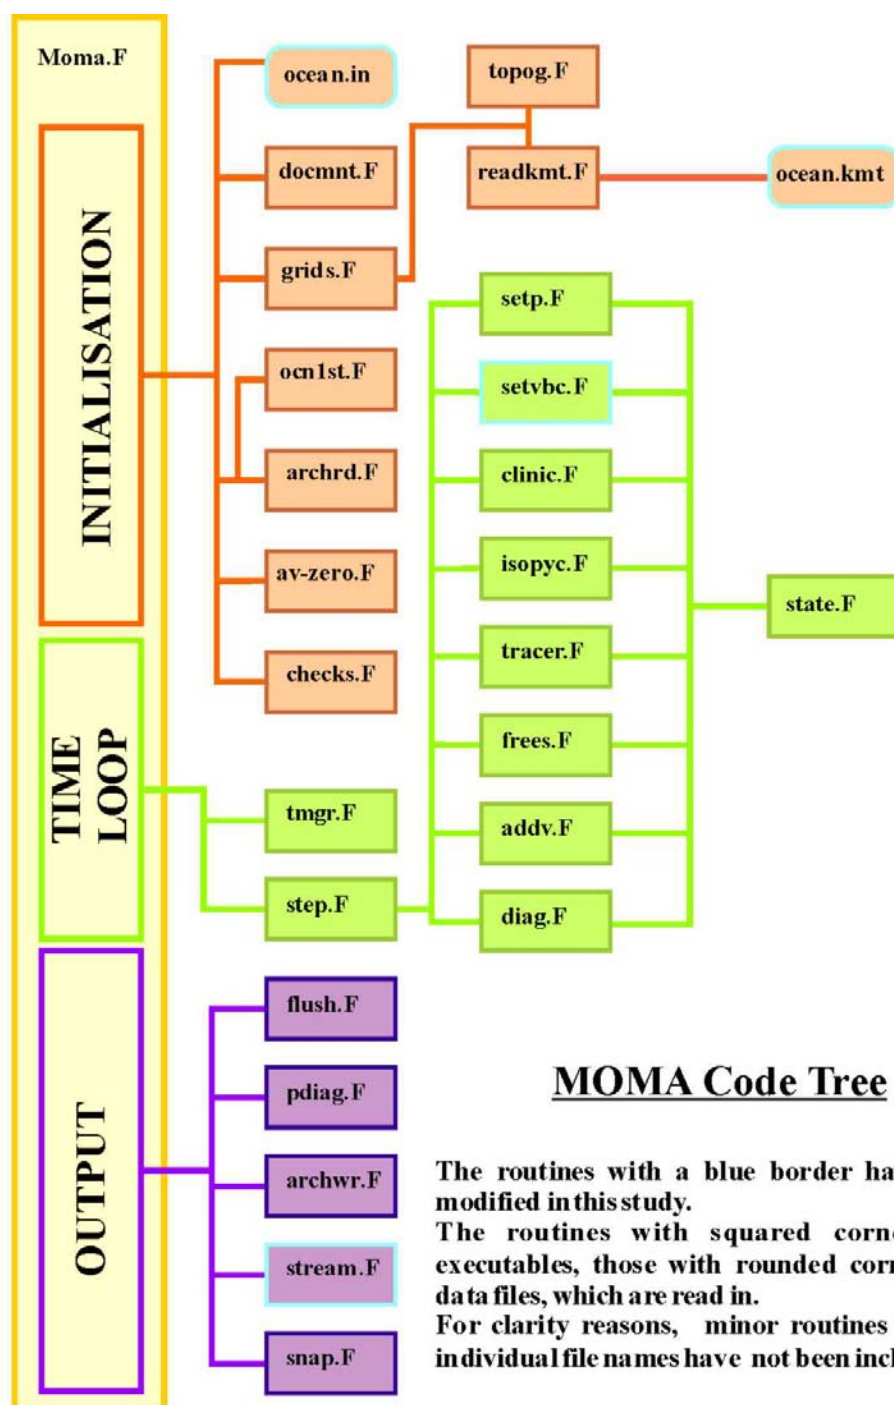 Moma.F
INITIALISATION
TIME
LOOP
OUTPUT
ocean.in
docmnt.F
grids.F
ocn1st.F
archrd.F
av-zero.F
checks.F
topog.F
readkmt.F
ocean.kmt
tmgr.F
step.F
setp.F
setvbc.F
clinic.F
isopyc.F
tracer.F
frees.F
addv.F
diag.F
state.F
flush.F
pdiag.F
archwr.F
stream.F
snap.F
MOMA Code Tree
The routines with a blue border ha
modified in this study.
The routines with squared corne
executables, those with rounded corn
data files, which are read in.
For clarity reasons, minor routines
individual file names have not been incl